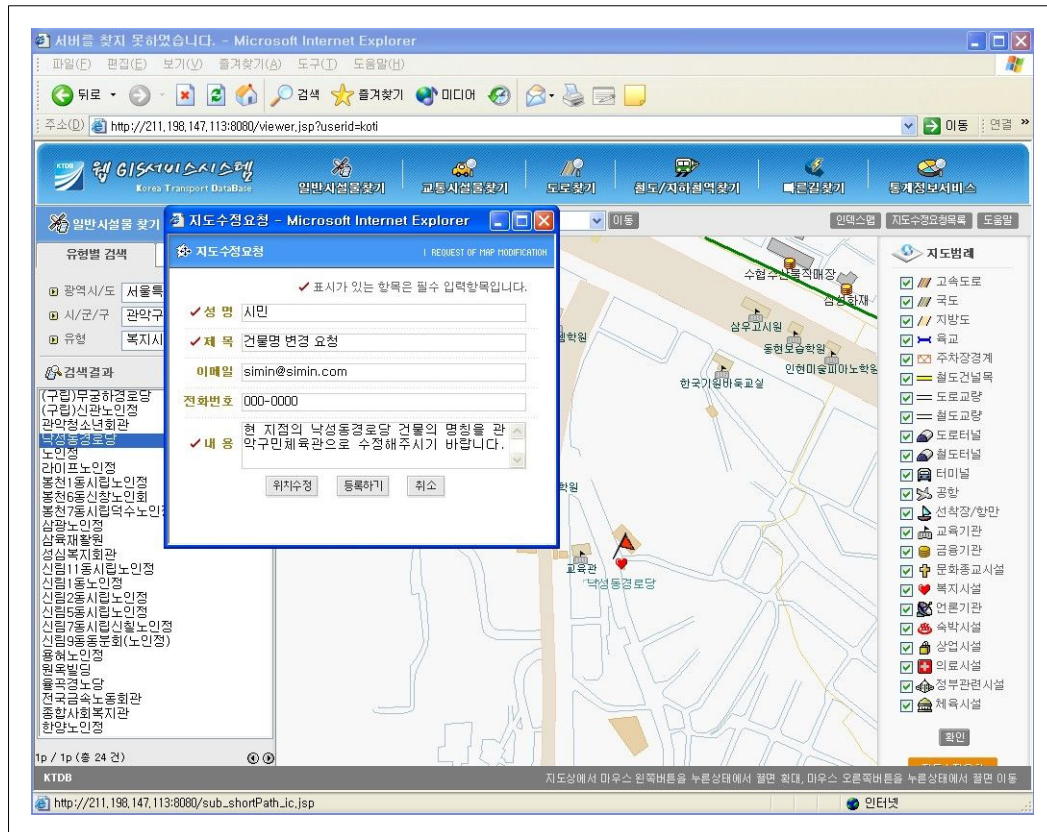 서버를 찾지 못하였습니다. - Microsoft Internet Explorer
파일(F) 편집(E) 보기(V) 즐겨찾기(A) 도구(T) 도움말(H)
뒤로 검색 즐겨찾기 미디어
주소(D) http://211,198,147,113:8080/viewer.jsp?userid=koti 이동 연결 »
KTDB 웹 GIS서비스시스템
Korea Transport DataBase
일반시설물찾기 교통시설물찾기 도로찾기 철도/지하철역찾기 빠른길찾기 통계정보서비스
일반시설물 찾기
이동
인덱스맵 지도수정요청목록 도움말
유형별 검색
광역시/도 서울특
시/군/구 관악구
유형 복지시
검색결과
(구립)무궁화경로당
(구립)신관노인정
관악청소년회관
낙성동경로당
노인정
라이프노인정
봉천1동시립노인정
봉천6동신창노인회
봉천7동시립덕수노인
삼광노인정
삼육재활원
성심복지회관
신림11동시립노인정
신림1동노인정
신림2동시립노인정
신림5동시립노인정
신림7동시립신칠노인정
신림9동동분회(노인정)
용혜노인정
원옥빌딩
율곡경노당
전국금속노동회관
종합사회복지관
한양노인정
1p / 1p (총 24 건)
지도수정요청 - Microsoft Internet Explorer
지도수정요청 | REQUEST OF MAP MODIFICATION
✓ 표시가 있는 항목은 필수 입력항목입니다.
✓성 명 시민
✓제 목 건물명 변경 요청
이메일 simin@simin.com
전화번호 000-0000
✓내 용 현 지점의 낙성동경로당 건물의 명칭을 관
악구민체육관으로 수정해주시기 바랍니다.
위치수정 등록하기 취소
수협수산물직매장
삼성화재
삼우고시원
동현보습학원
인현미술피아노학원
한국기원바둑교실
교육관
낙성동경로당
지도범례
고속도로
국도
지방도
육교
주차장경계
철도건널목
도로교량
철도교량
도로터널
철도터널
터미널
공항
선착장/항만
교육기관
금융기관
문화종교시설
복지시설
언론기관
숙박시설
상업시설
의료시설
정부관련시설
체육시설
확인
KTDB
지도상에서 마우스 왼쪽버튼을 누른상태에서 끌면 확대, 마우스 오른쪽버튼을 누른상태에서 끌면 이동
http://211,198,147,113:8080/sub_shortPath_ic.jsp 인터넷